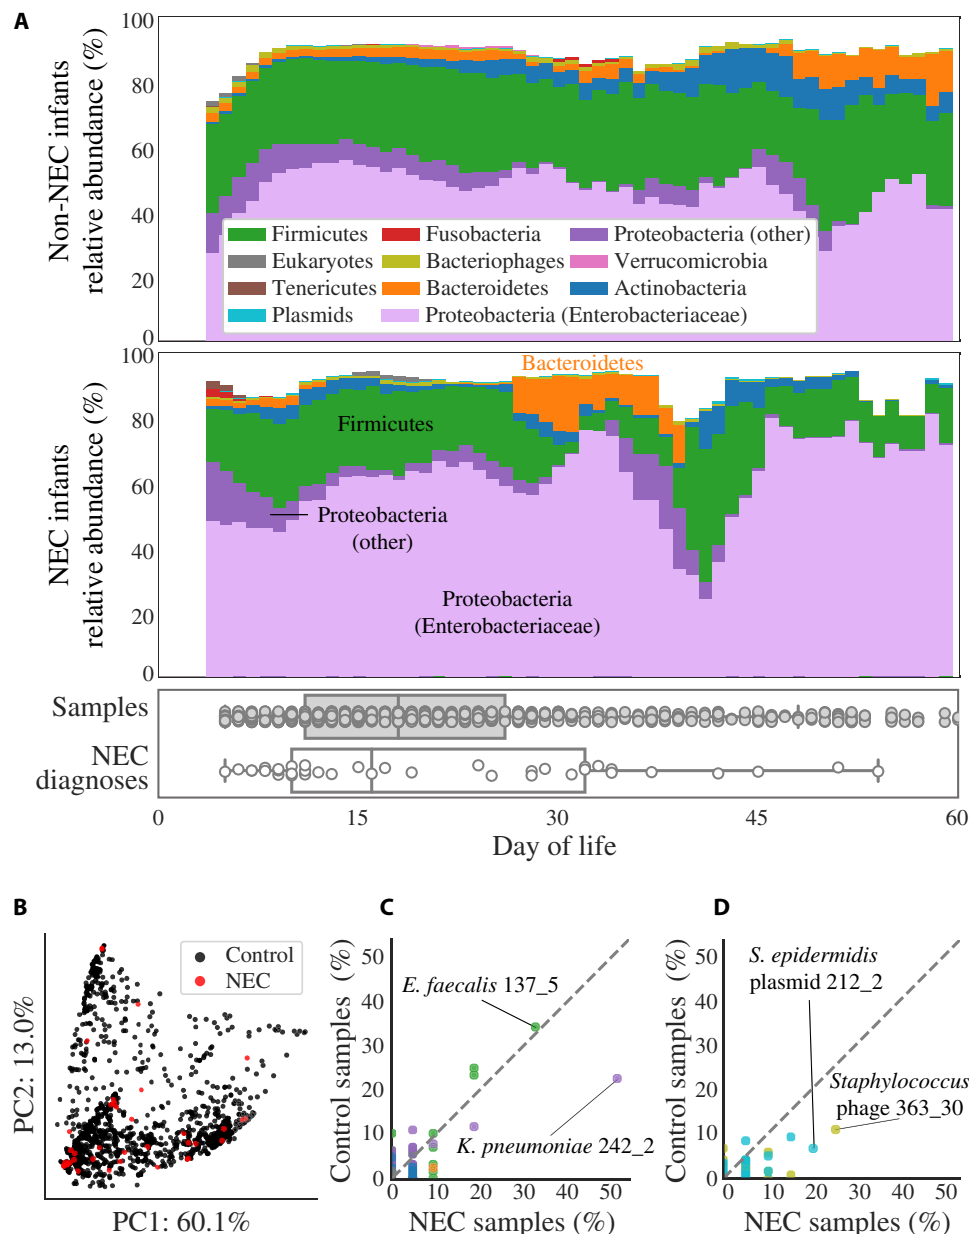 A
Non-NEC infants
relative abundance (%)
100
80
60
40
20
0
Firmicutes
Fusobacteria
Proteobacteria (other)
Eukaryotes
Bacteriophages
Verrucomicrobia
Tenericutes
Bacteroidetes
Actinobacteria
Plasmids
Proteobacteria (Enterobacteriaceae)
NEC infants
relative abundance (%)
100
80
60
40
20
0
Bacteroidetes
Firmicutes
Proteobacteria
(other)
Proteobacteria
(Enterobacteriaceae)
Samples
NEC
diagnoses
0 15 30 45 60
Day of life
B
PC2: 13.0%
Control
NEC
PC1: 60.1%
C
Control samples (%)
50
40
30
20
10
0
E. faecalis 137_5
K. pneumoniae 242_2
0 10 20 30 40 50
NEC samples (%)
D
Control samples (%)
50
40
30
20
10
0
S. epidermidis
plasmid 212_2
Staphylococcus
phage 363_30
0 10 20 30 40 50
NEC samples (%)